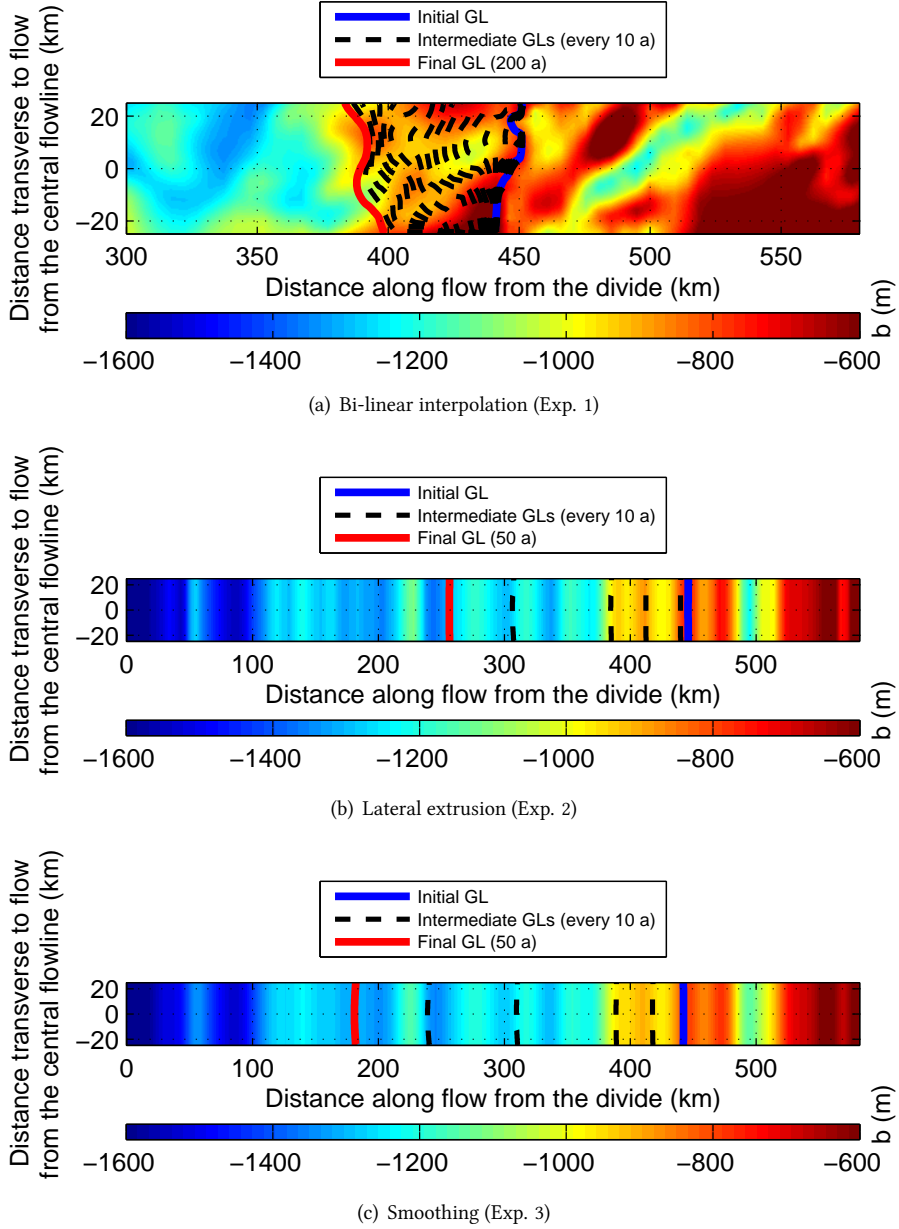 Initial GL
Intermediate GLs (every 10 a)
Final GL (200 a)
Distance transverse to flow
from the central flowline (km)
20
0
−20
300 350 400 450 500 550
Distance along flow from the divide (km)
b (m)
−1600 −1400 −1200 −1000 −800 −600
(a) Bi-linear interpolation (Exp. 1)
Initial GL
Intermediate GLs (every 10 a)
Final GL (50 a)
Distance transverse to flow
from the central flowline (km)
20
0
−20
0 100 200 300 400 500
Distance along flow from the divide (km)
b (m)
−1600 −1400 −1200 −1000 −800 −600
(b) Lateral extrusion (Exp. 2)
Initial GL
Intermediate GLs (every 10 a)
Final GL (50 a)
Distance transverse to flow
from the central flowline (km)
20
0
−20
0 100 200 300 400 500
Distance along flow from the divide (km)
b (m)
−1600 −1400 −1200 −1000 −800 −600
(c) Smoothing (Exp. 3)